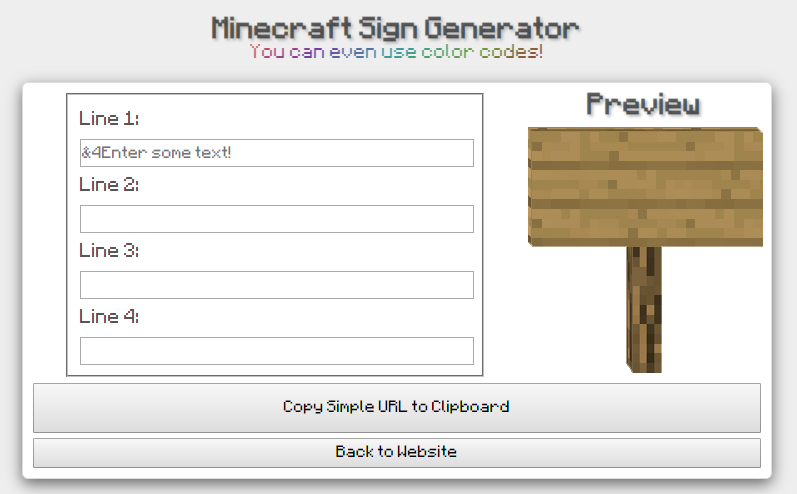 Minecraft Sign Generator
You can even use color codes!
Line 1:
&4Enter some text!
Line 2:
Line 3:
Line 4:
Preview
Copy Simple URL to Clipboard
Back to Website